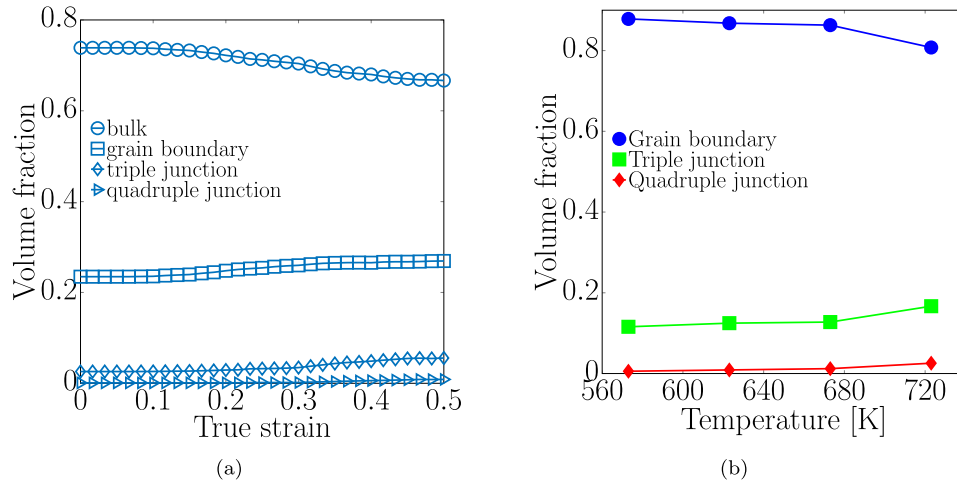 0.8
0.6
0.4
0.2
0
Volume fraction
bulk
grain boundary
triple junction
quadruple junction
0 0.1 0.2 0.3 0.4 0.5
True strain
(a)
0.8
0.6
0.4
0.2
0
Volume fraction
Grain boundary
Triple junction
Quadruple junction
560 600 640 680 720
Temperature [K]
(b)